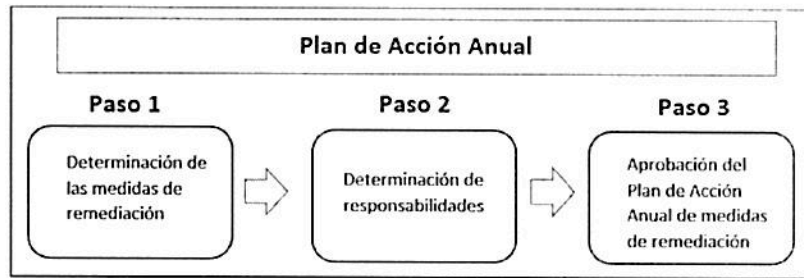 Plan de Acción Anual
Paso 1
Paso 2
Paso 3
Determinación de
las medidas de
remediación
Determinación de
responsabilidades
Aprobación del
Plan de Acción
Anual de medidas
de remediación